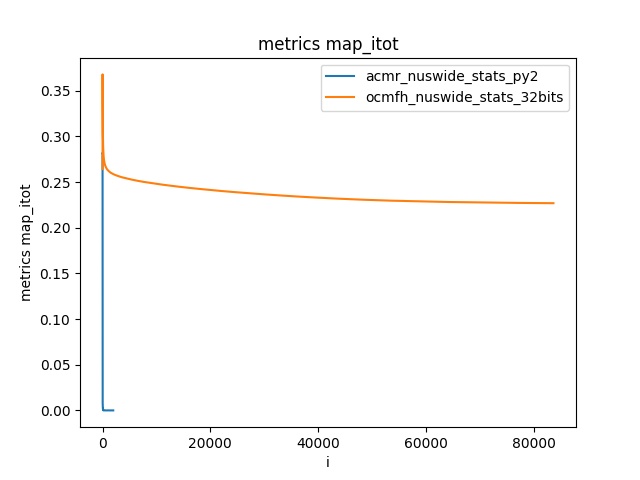 metrics map_itot
acmr_nuswide_stats_py2
ocmfh_nuswide_stats_32bits
metrics map_itot
0.35
0.30
0.25
0.20
0.15
0.10
0.05
0.00
0 20000 40000 60000 80000
i